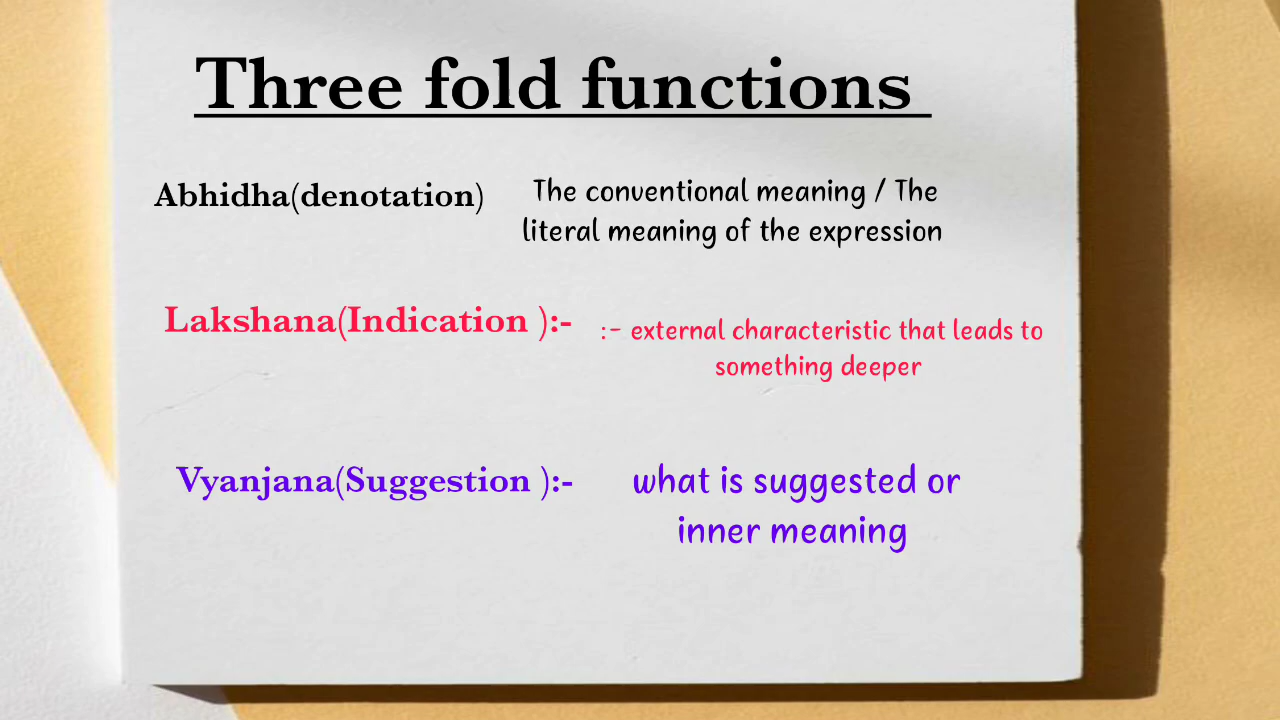 Three fold functions
Abhidha(denotation)
The conventional meaning / The
literal meaning of the expression
Lakshana(Indication ):-
:- external characteristic that leads to
something deeper
Vyanjana(Suggestion ):-
what is suggested or
inner meaning